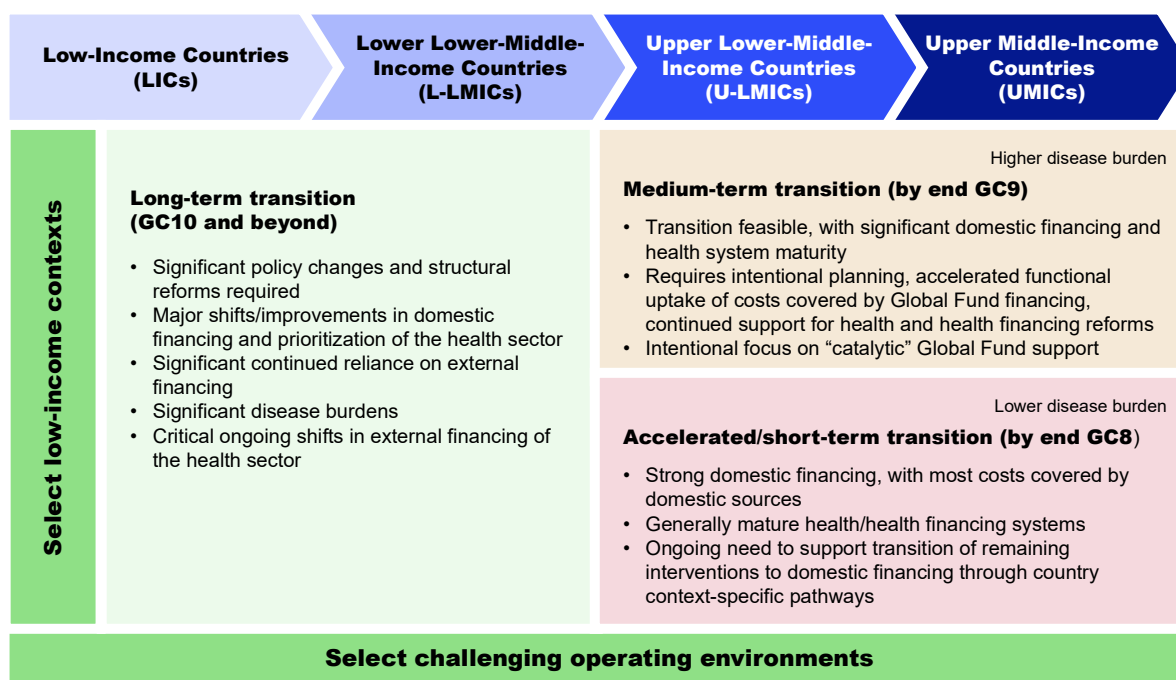 Low-Income Countries
(LICs)
Lower Lower-Middle-
Income Countries
(L-LMICs)
Upper Lower-Middle-
Income Countries
(U-LMICs)
Upper Middle-Income
Countries
(UMICs)
Select low-income contexts
Long-term transition
(GC10 and beyond)
• Significant policy changes and structural
reforms required
• Major shifts/improvements in domestic
financing and prioritization of the health sector
• Significant continued reliance on external
financing
• Significant disease burdens
• Critical ongoing shifts in external financing of
the health sector
Higher disease burden
Medium-term transition (by end GC9)
• Transition feasible, with significant domestic financing and
health system maturity
• Requires intentional planning, accelerated functional
uptake of costs covered by Global Fund financing,
continued support for health and health financing reforms
• Intentional focus on “catalytic” Global Fund support
Lower disease burden
Accelerated/short-term transition (by end GC8)
• Strong domestic financing, with most costs covered by
domestic sources
• Generally mature health/health financing systems
• Ongoing need to support transition of remaining
interventions to domestic financing through country
context-specific pathways
Select challenging operating environments